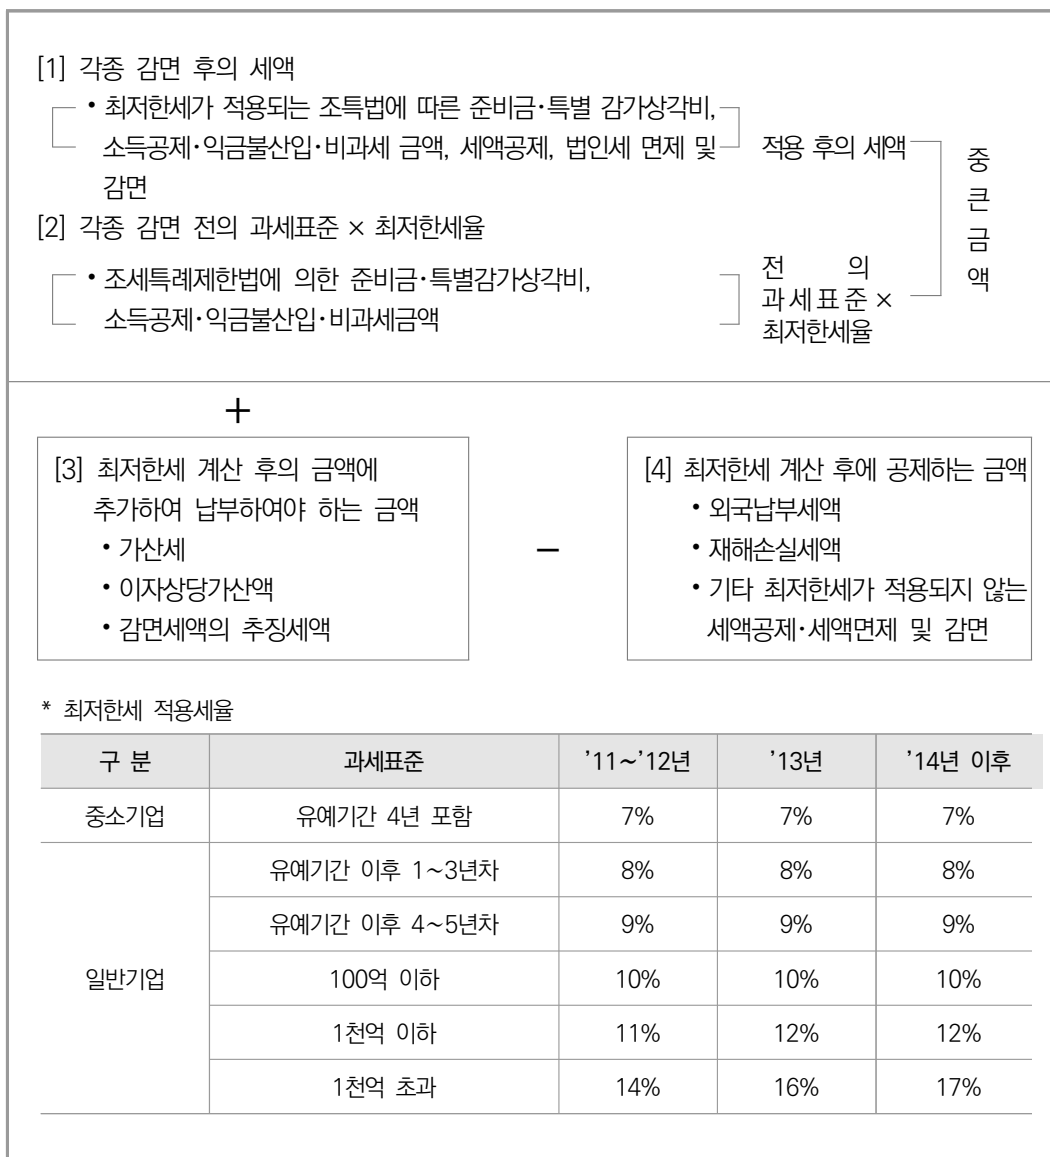 [1] 각종 감면 후의 세액
• 최저한세가 적용되는 조특법에 따른 준비금·특별 감가상각비,
소득공제·익금불산입·비과세 금액, 세액공제, 법인세 면제 및
감면
적용 후의 세액
[2] 각종 감면 전의 과세표준 × 최저한세율
• 조세특례제한법에 의한 준비금·특별감가상각비,
소득공제·익금불산입·비과세금액
전 의
과세표준×
최저한세율
중
큰
금
액
+
[3] 최저한세 계산 후의 금액에
추가하여 납부하여야 하는 금액
• 가산세
• 이자상당가산액
• 감면세액의 추징세액
−
[4] 최저한세 계산 후에 공제하는 금액
• 외국납부세액
• 재해손실세액
• 기타 최저한세가 적용되지 않는
세액공제·세액면제 및 감면
* 최저한세 적용세율
구 분 과세표준 ’11～’12년 ’13년 ’14년 이후
중소기업 유예기간 4년 포함 7% 7% 7%
일반기업 유예기간 이후 1～3년차 8% 8% 8%
유예기간 이후 4～5년차 9% 9% 9%
100억 이하 10% 10% 10%
1천억 이하 11% 12% 12%
1천억 초과 14% 16% 17%